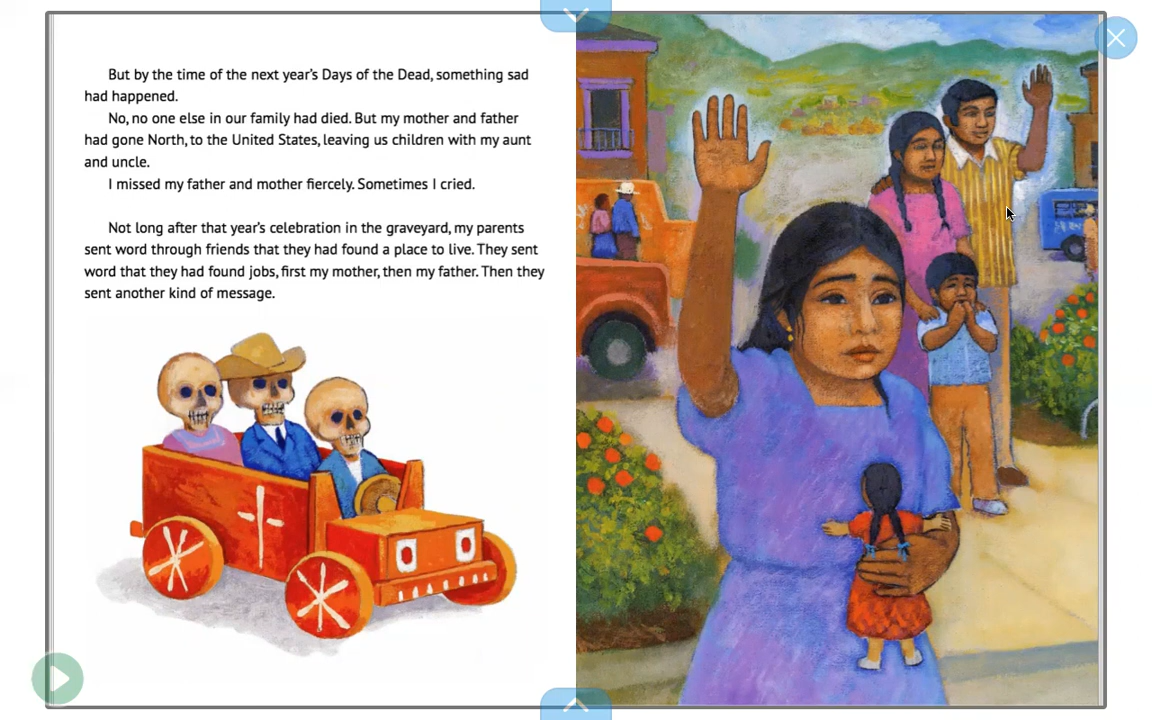 But by the time of the next year's Days of the Dead, something sad
had happened.
No, no one else in our family had died. But my mother and father
had gone North, to the United States, leaving us children with my aunt
and uncle.
I missed my father and mother fiercely. Sometimes I cried.
Not long after that year's celebration in the graveyard, my parents
sent word through friends that they had found a place to live. They sent
word that they had found jobs, first my mother, then my father. Then they
sent another kind of message.